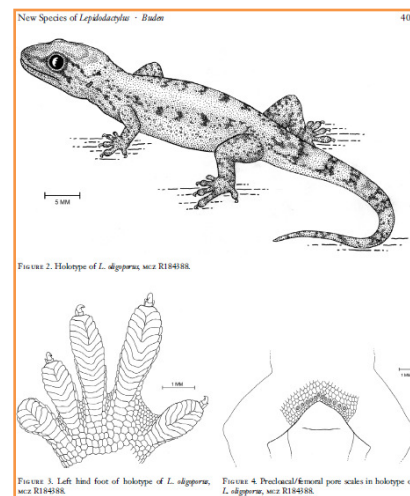 New Species of Lepidodactylus · Buden
40
5 MM
FIGURE 2. Holotype of L. oligoporus, MCZ R184388.
1 MM
1 MM
FIGURE 3. Left hind foot of holotype of L. oligoporus,
MCZ R184388.
FIGURE 4. Precloacal/femoral pore scales in holotype
L. oligoporus, MCZ R184388.